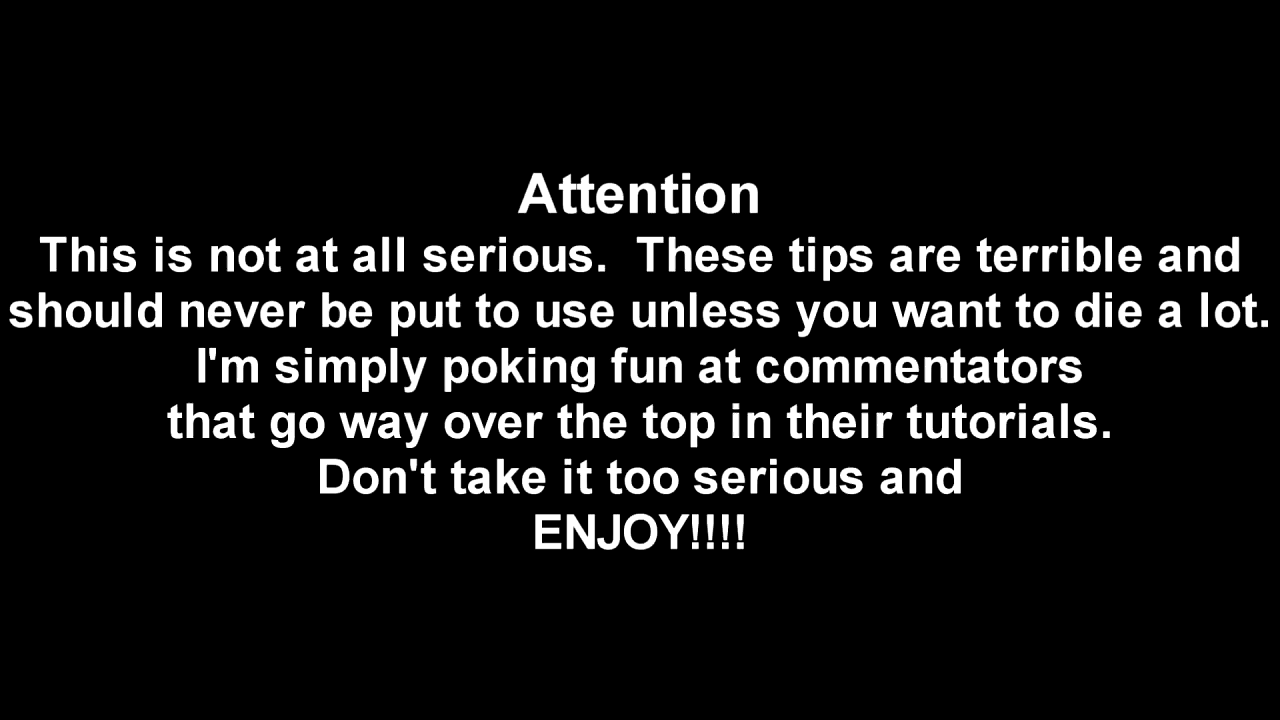 Attention
This is not at all serious.  These tips are terrible and
should never be put to use unless you want to die a lot.
I'm simply poking fun at commentators
that go way over the top in their tutorials.
Don't take it too serious and
ENJOY!!!!